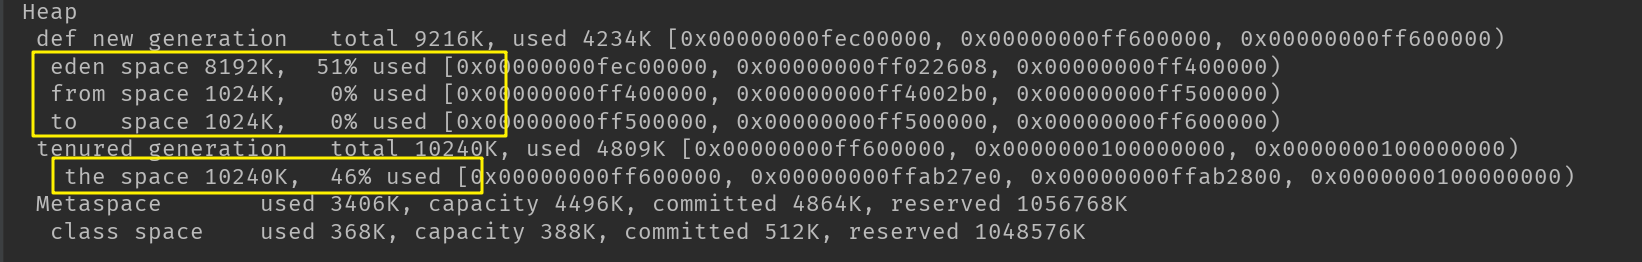 Heap
def new generation   total 9216K, used 4234K [0x00000000fec00000, 0x00000000ff600000, 0x00000000ff600000)
eden space 8192K,  51% used [0x00000000fec00000, 0x00000000ff022608, 0x00000000ff400000)
from space 1024K,   0% used [0x00000000ff400000, 0x00000000ff4002b0, 0x00000000ff500000)
to   space 1024K,   0% used [0x00000000ff500000, 0x00000000ff500000, 0x00000000ff600000)
tenured generation   total 10240K, used 4809K [0x00000000ff600000, 0x0000000100000000, 0x0000000100000000)
the space 10240K,  46% used [0x00000000ff600000, 0x00000000ffab27e0, 0x00000000ffab2800, 0x0000000100000000)
Metaspace       used 3406K, capacity 4496K, committed 4864K, reserved 1056768K
class space    used 368K, capacity 388K, committed 512K, reserved 1048576K